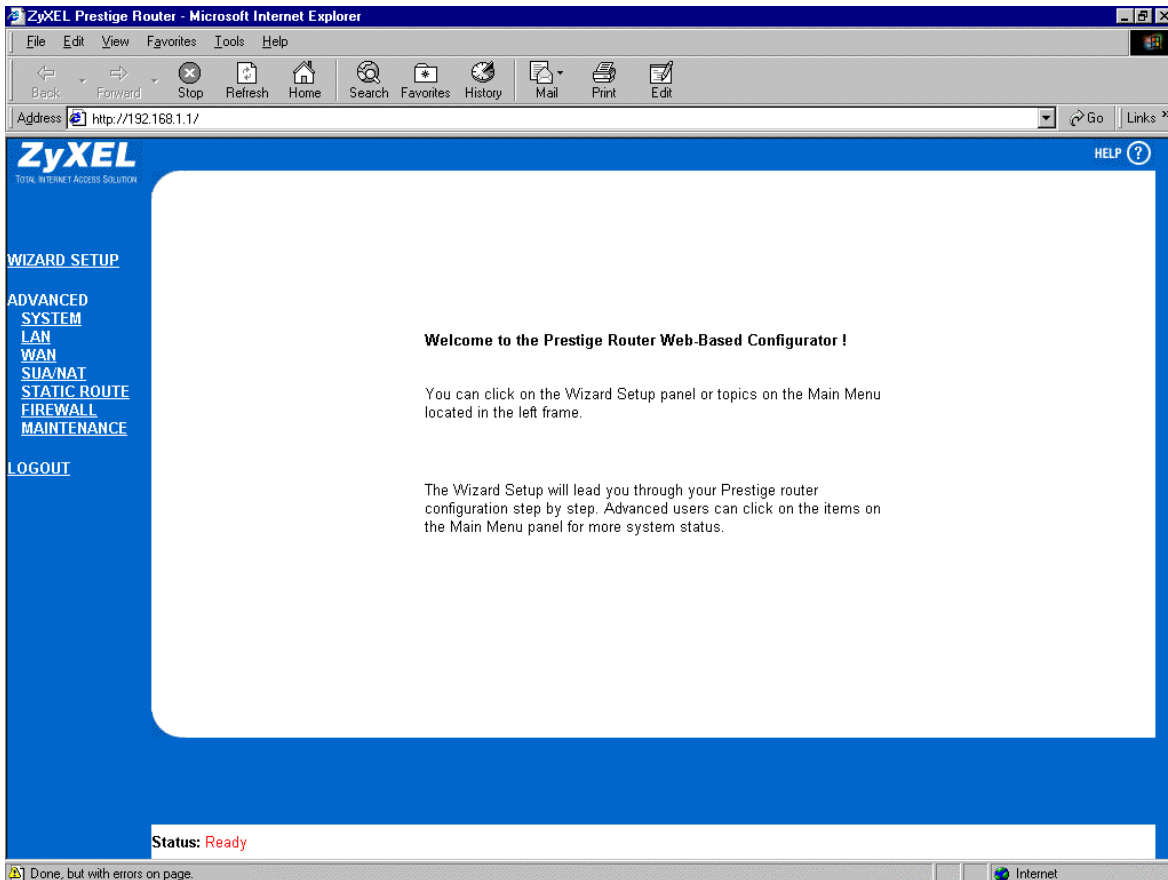 ZyXEL Prestige Router - Microsoft Internet Explorer
File Edit View Favorites Tools Help
Back Forward Stop Refresh Home Search Favorites History Mail Print Edit
Address http://192.168.1.1/ Go Links »
ZyXEL
TOTAL INTERNET ACCESS SOLUTION
HELP ?
WIZARD SETUP
ADVANCED
SYSTEM
LAN
WAN
SUA/NAT
STATIC ROUTE
FIREWALL
MAINTENANCE
LOGOUT
Welcome to the Prestige Router Web-Based Configurator !
You can click on the Wizard Setup panel or topics on the Main Menu
located in the left frame.
The Wizard Setup will lead you through your Prestige router
configuration step by step. Advanced users can click on the items on
the Main Menu panel for more system status.
Status: Ready
Done, but with errors on page. Internet